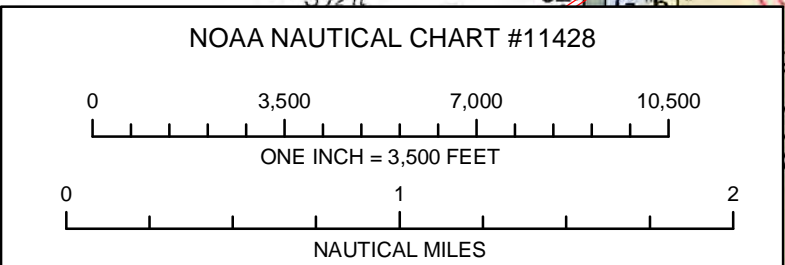 NOAA NAUTICAL CHART #11428
0 3,500 7,000 10,500
ONE INCH = 3,500 FEET
0 1 2
NAUTICAL MILES